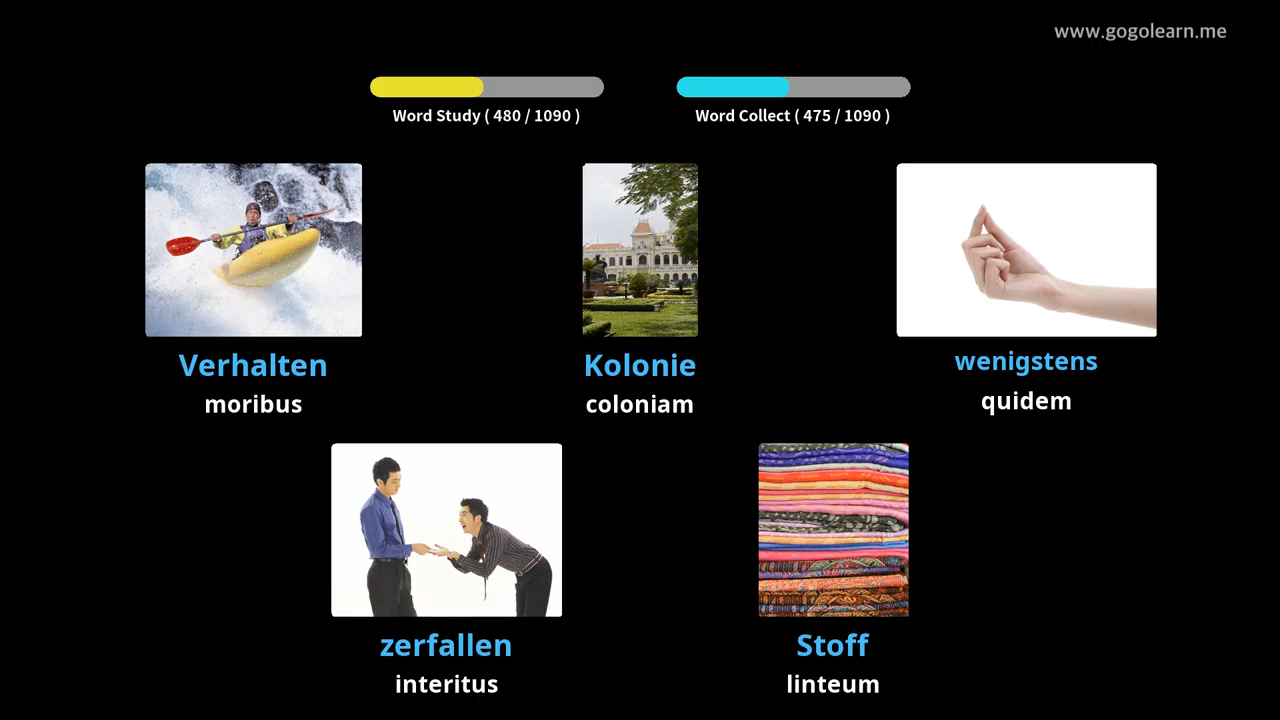 www.gogolearn.me
Word Study ( 480 / 1090 )
Word Collect ( 475 / 1090 )
Verhalten
moribus
Kolonie
coloniam
wenigstens
quidem
zerfallen
interitus
Stoff
linteum